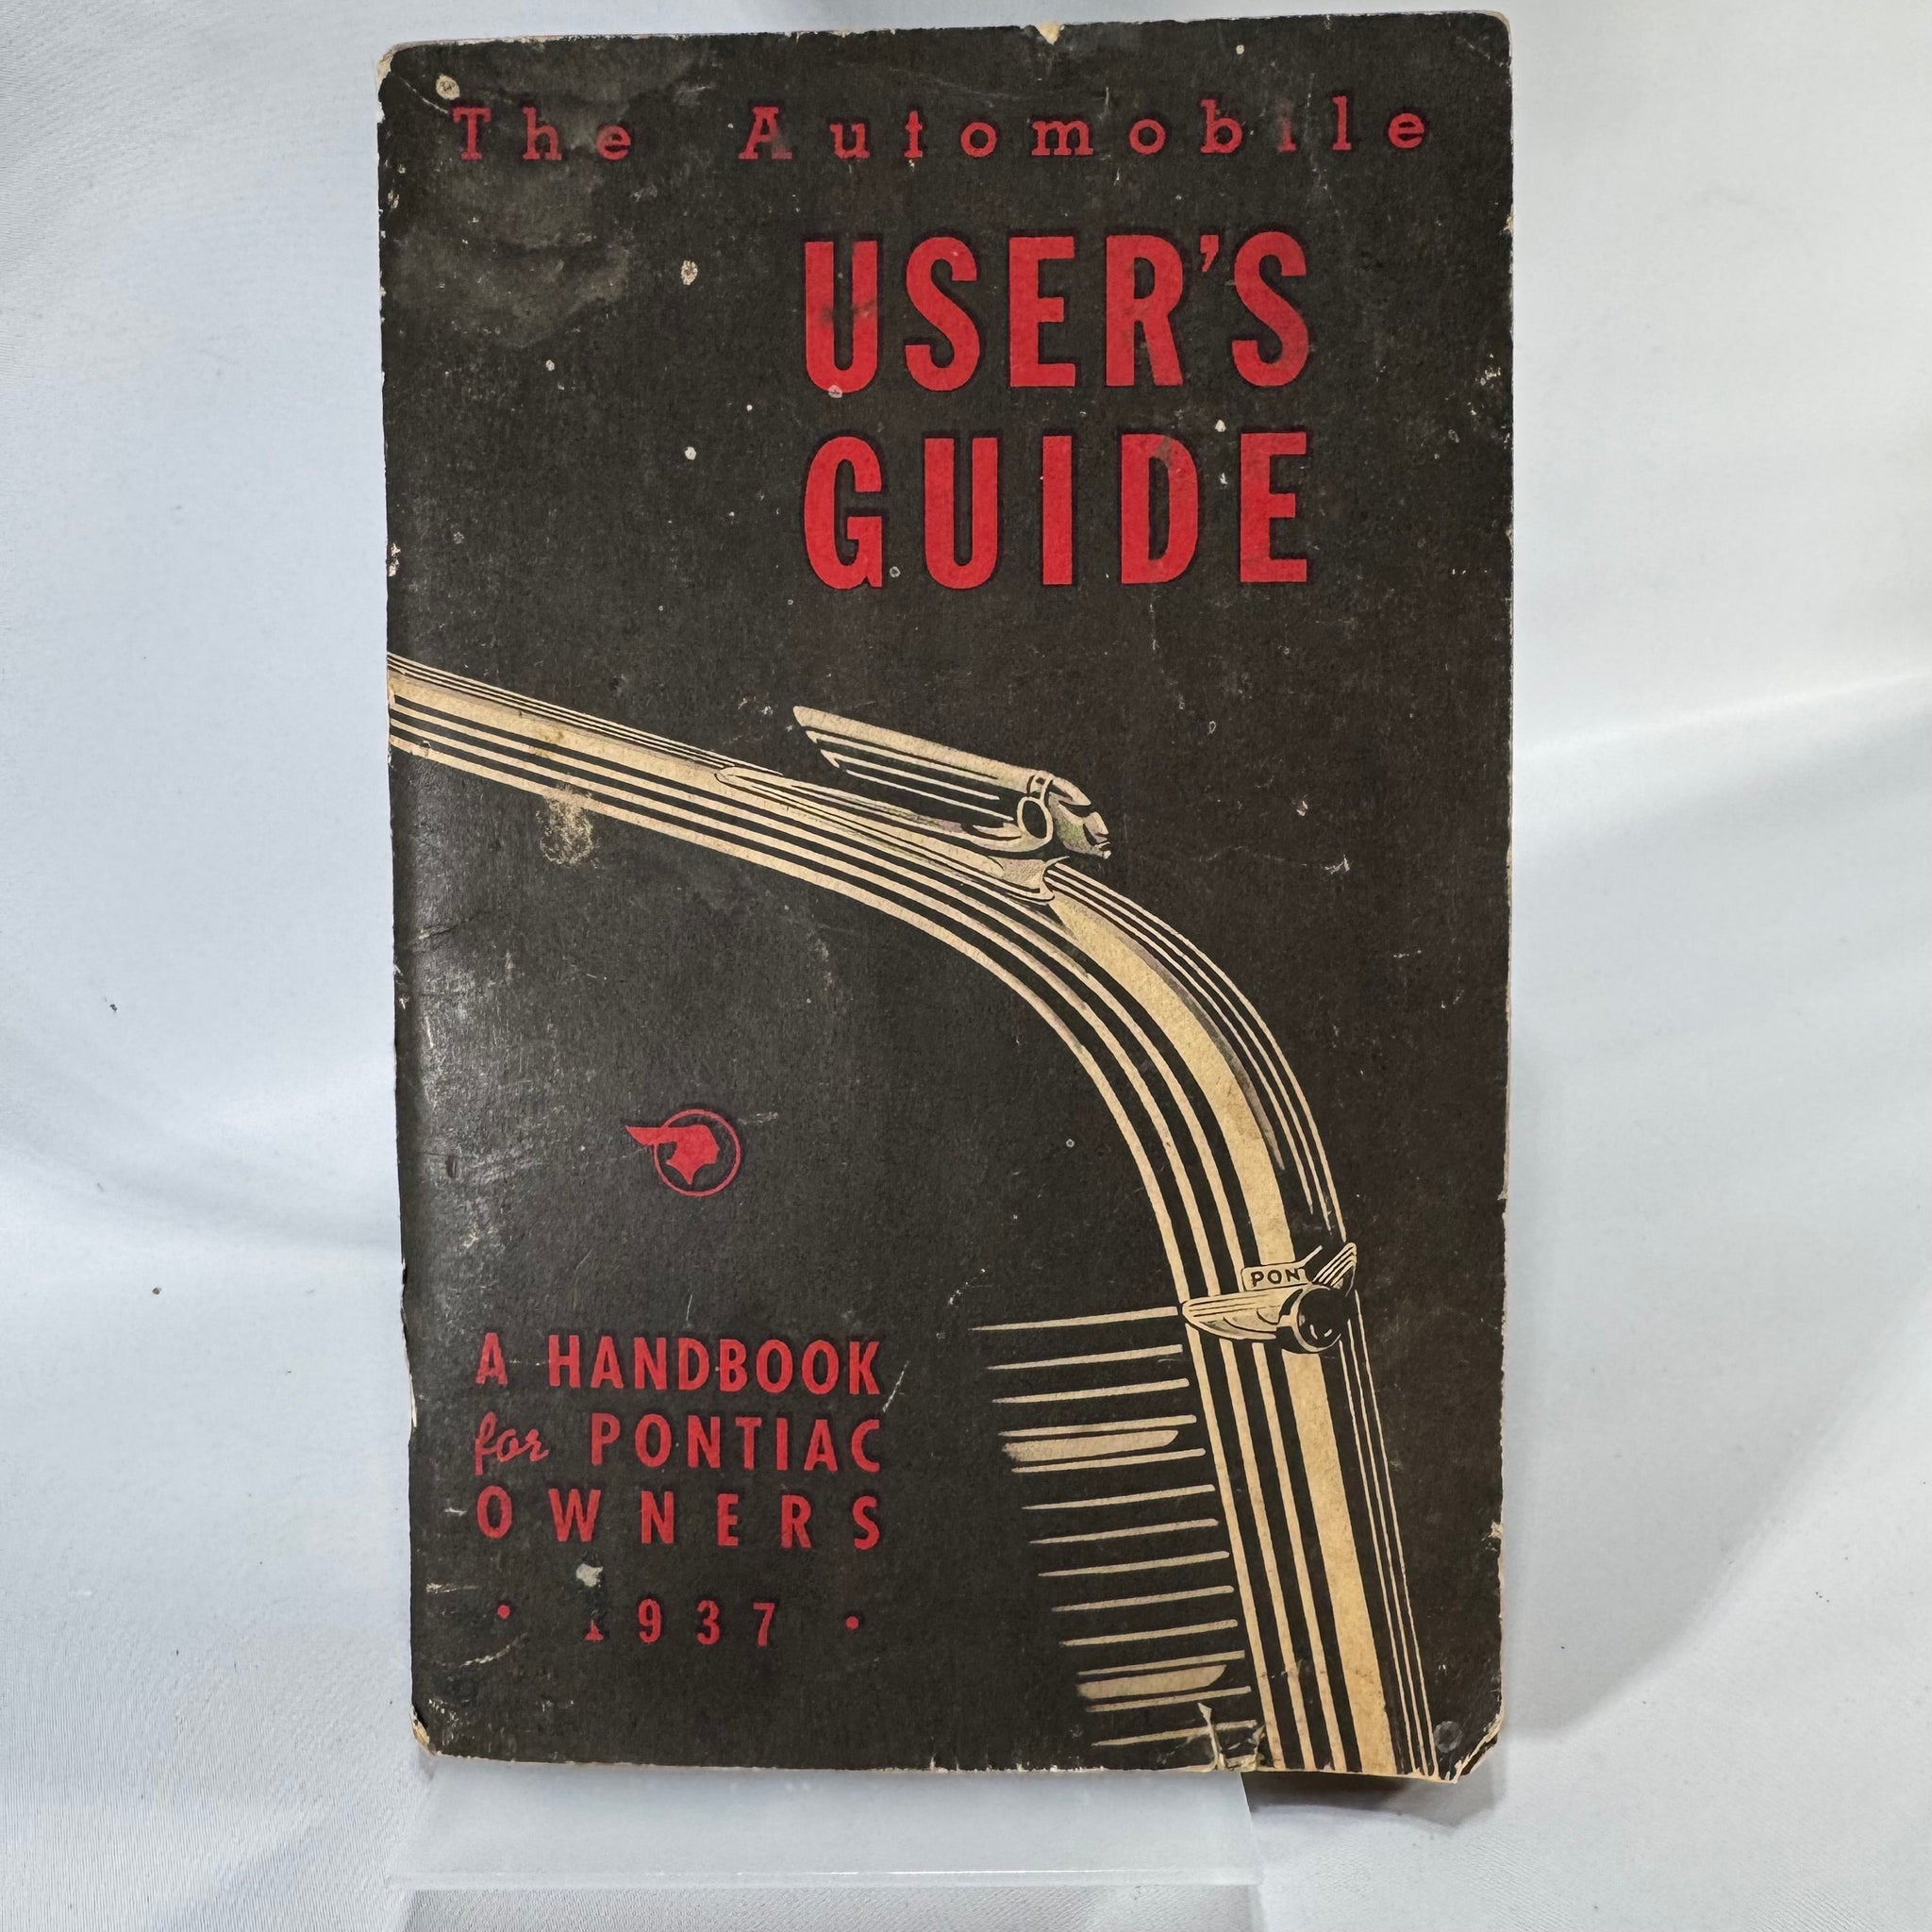 The Automobile
USER'S
GUIDE
PON
A HANDBOOK
for PONTIAC
OWNERS
• 1937 •